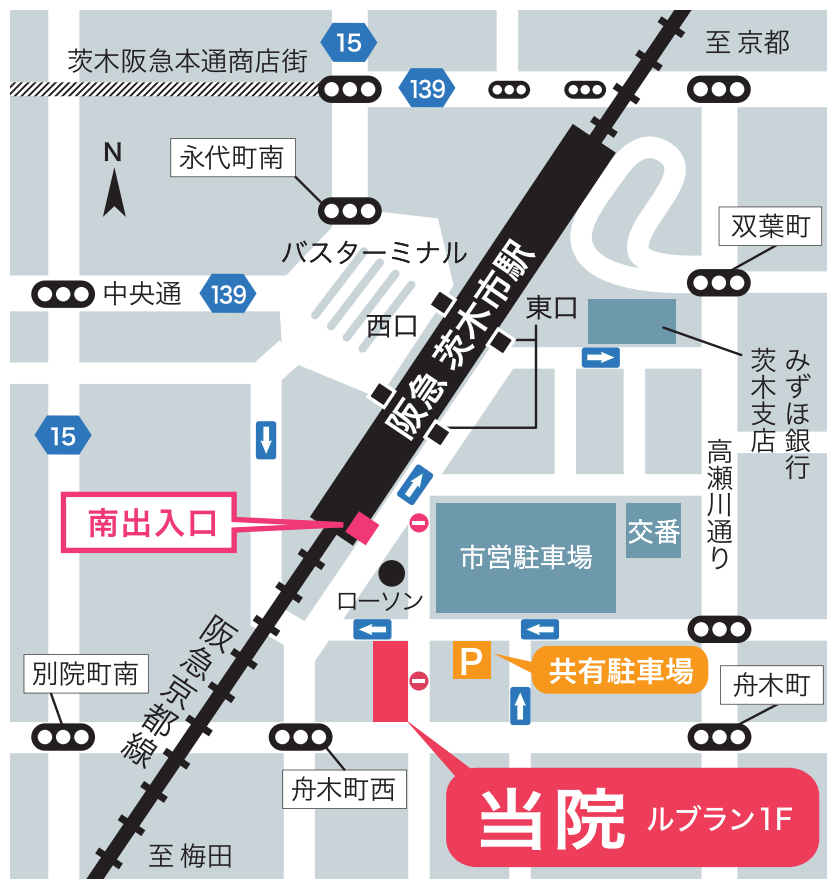 15
至 京都
茨木阪急本通商店街
139
N
永代町南
双葉町
バスターミナル
中央通
139
西口
阪急 茨木市駅
東口
みずほ銀行
茨木支店
15
高瀬川通り
南出入口
市営駐車場
交番
ローソン
阪急京都線
P
共有駐車場
別院町南
舟木町
舟木町西
当院 ルブラン1F
至 梅田